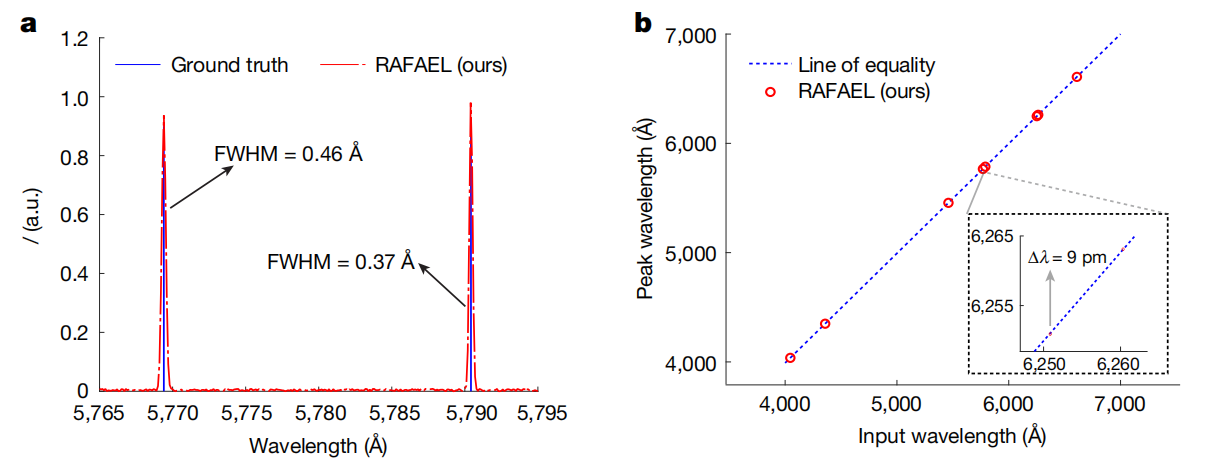 a
1.2
1.0
0.8
0.6
0.4
0.2
0
I (a.u.)
Ground truth
RAFAEL (ours)
FWHM = 0.46 Å
FWHM = 0.37 Å
5,765 5,770 5,775 5,780 5,785 5,790 5,795
Wavelength (Å)
b
7,000
6,000
5,000
4,000
Peak wavelength (Å)
Line of equality
RAFAEL (ours)
6,265
Δλ = 9 pm
6,255
6,250 6,260
4,000 5,000 6,000 7,000
Input wavelength (Å)